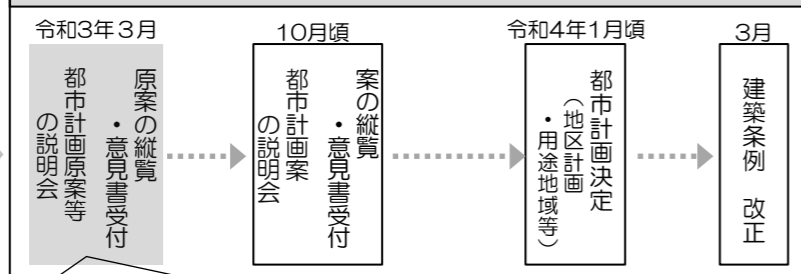 令和3年3月
原案の縦覧
・意見書受付
都市計画原案等
の説明会
10月頃
案の縦覧
・意見書受付
都市計画案
の説明会
令和4年1月頃
都市計画決定
（地区計画
・用途地域等）
3月
建築条例 改正